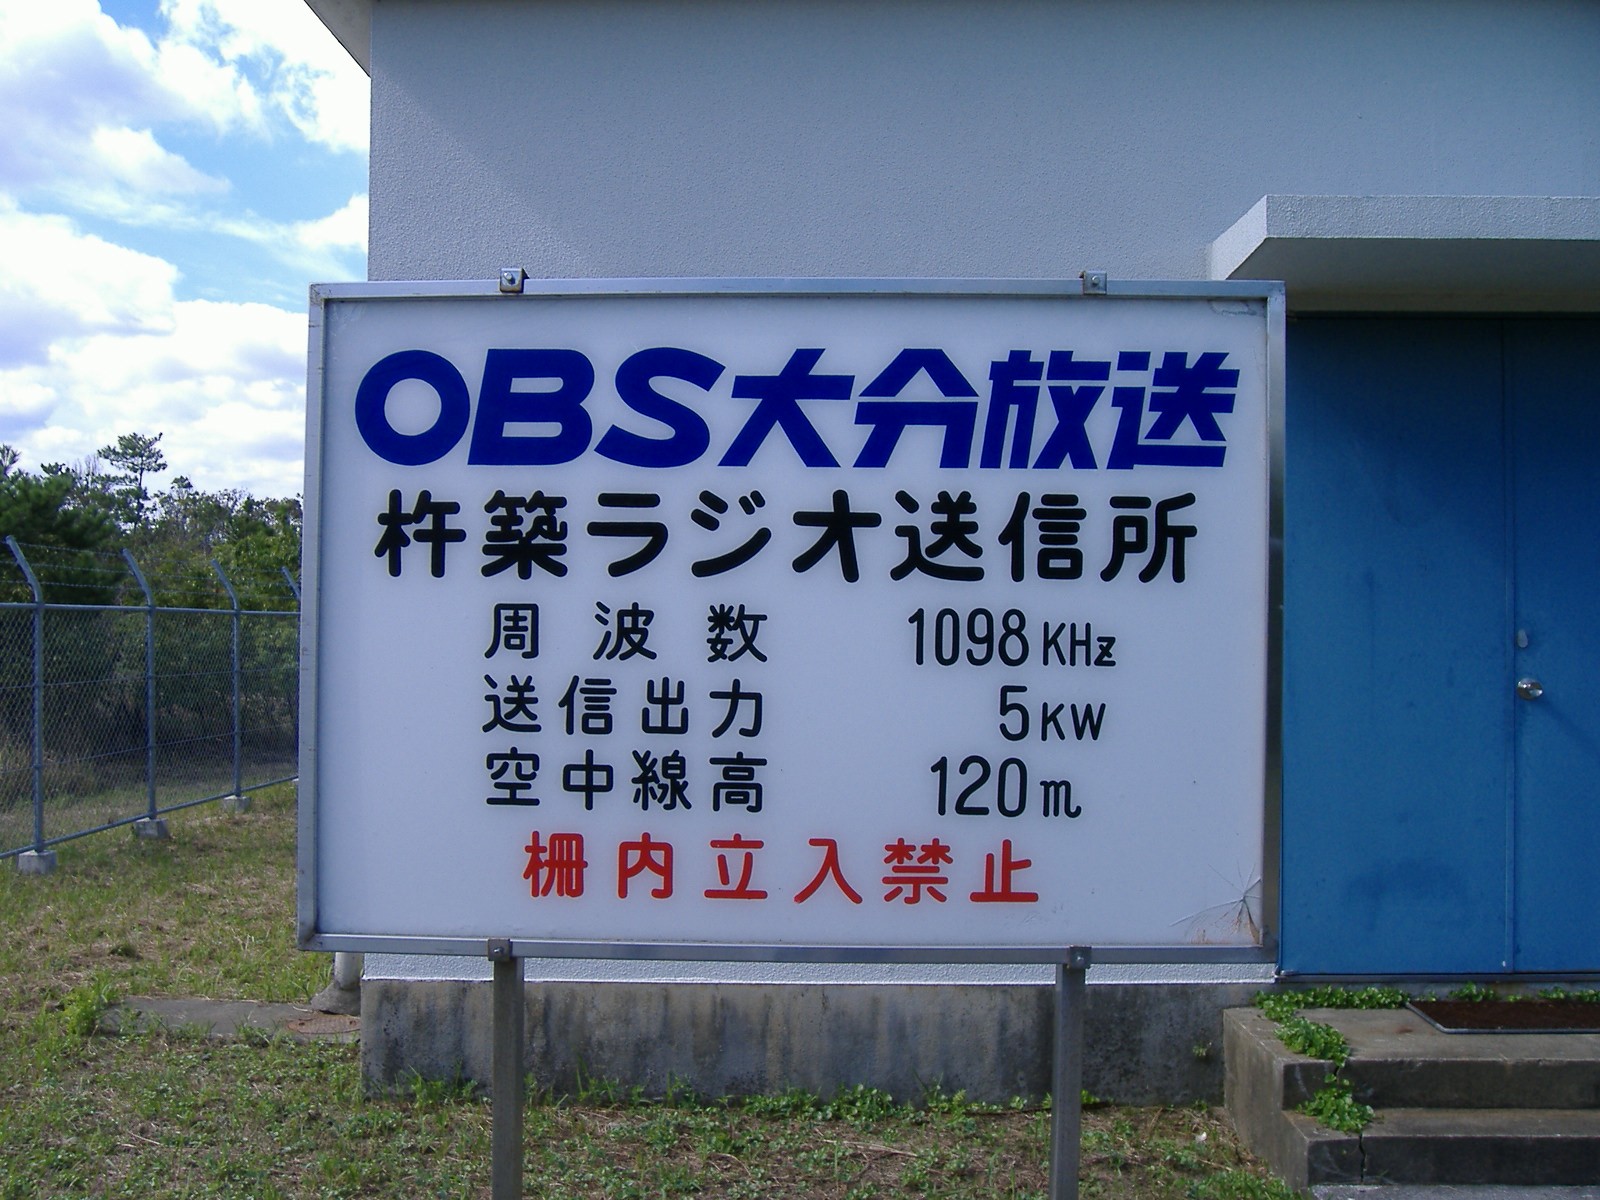 OBS大分放送
杵築ラジオ送信所
周波数 1098KHz
送信出力 5KW
空中線高 120m
柵内立入禁止